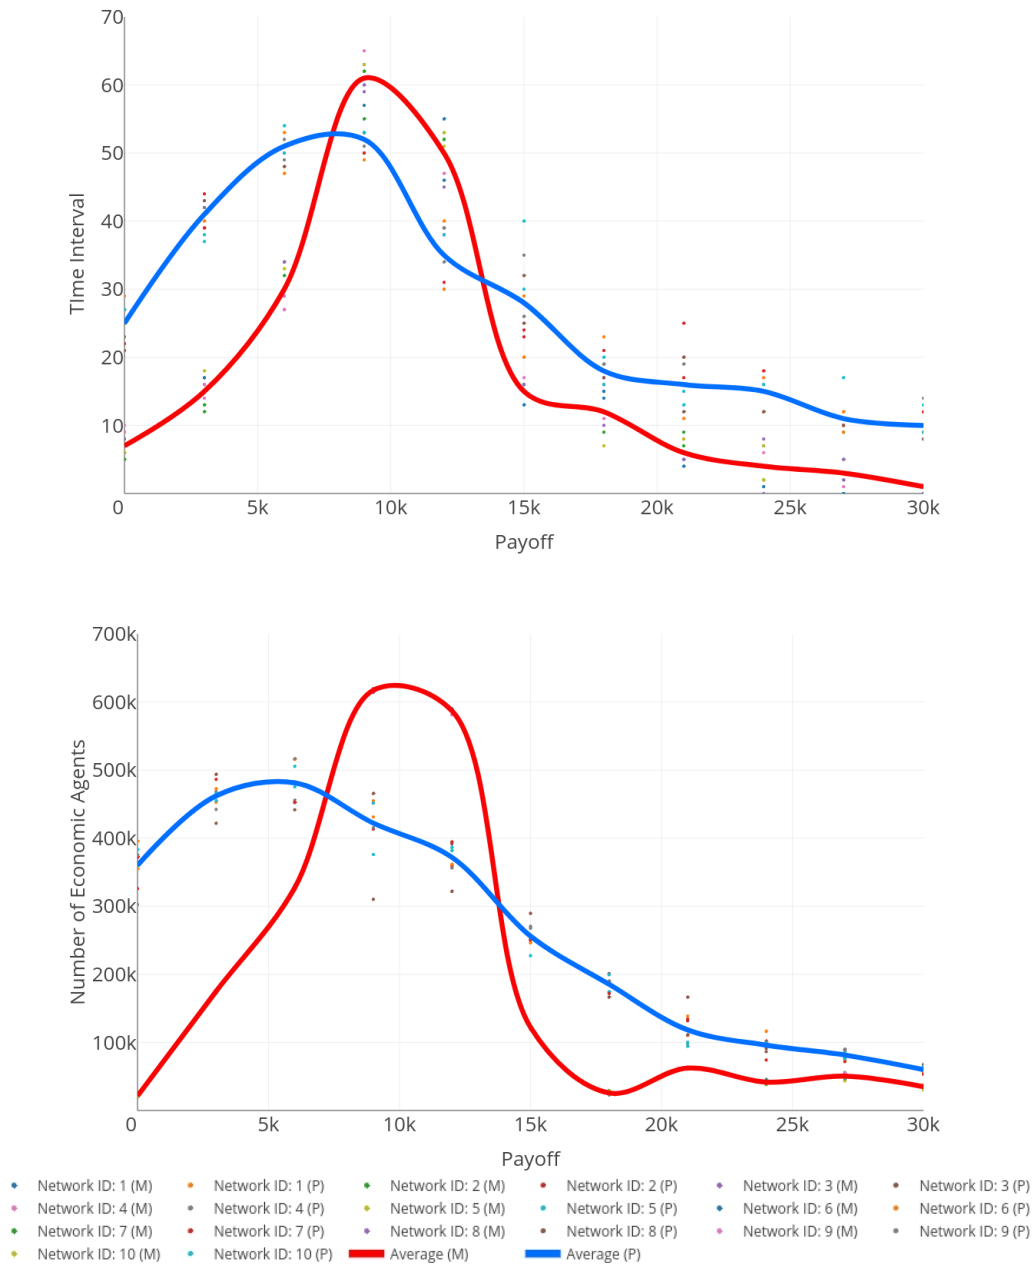 70
60
50
40
30
20
10
TIme Interval
0 5k 10k 15k 20k 25k 30k
Payoff
700k
600k
500k
400k
300k
200k
100k
Number of Economic Agents
0 5k 10k 15k 20k 25k 30k
Payoff
Network ID: 1 (M) Network ID: 1 (P) Network ID: 2 (M) Network ID: 2 (P) Network ID: 3 (M) Network ID: 3 (P)
Network ID: 4 (M) Network ID: 4 (P) Network ID: 5 (M) Network ID: 5 (P) Network ID: 6 (M) Network ID: 6 (P)
Network ID: 7 (M) Network ID: 7 (P) Network ID: 8 (M) Network ID: 8 (P) Network ID: 9 (M) Network ID: 9 (P)
Network ID: 10 (M) Network ID: 10 (P) Average (M) Average (P)